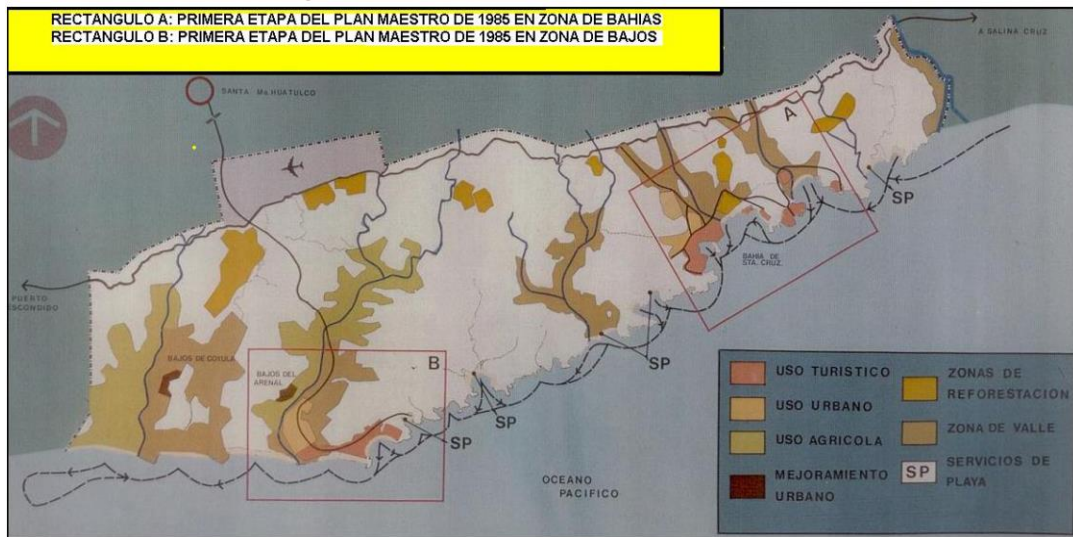 RECTANGULO A: PRIMERA ETAPA DEL PLAN MAESTRO DE 1985 EN ZONA DE BAHIAS
RECTANGULO B: PRIMERA ETAPA DEL PLAN MAESTRO DE 1985 EN ZONA DE BAJOS
A SALINA CRUZ
SANTA Ma. HUATULCO
A
SP
BAHIA DE
STA. CRUZ
PUERTO
ESCONDIDO
BAJOS DE COYULA
BAJOS DEL
ARENAL
B
SP
SP
SP
OCEANO
PACIFICO
USO TURISTICO
USO URBANO
USO AGRICOLA
MEJORAMIENTO
URBANO
ZONAS DE
REFORESTACIÓN
ZONA DE VALLE
SP
SERVICIOS DE
PLAYA